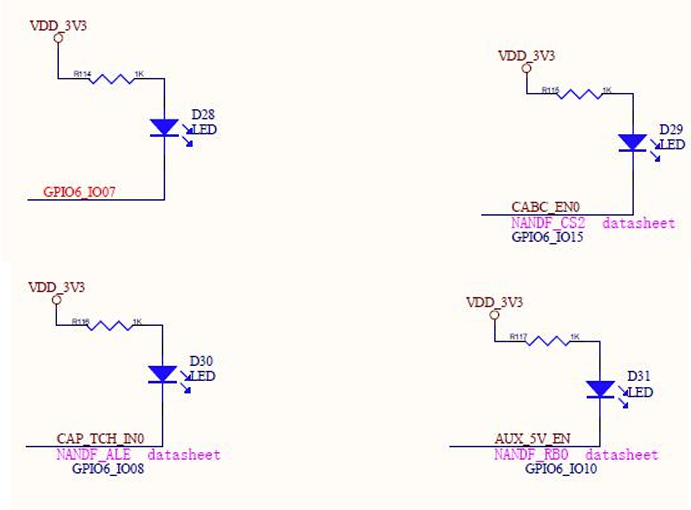 VDD_3V3
R114 1K
D28
LED
GPIO6_IO07
VDD_3V3
R115 1K
D29
LED
CABC_EN0
NANDF_CS2 datasheet
GPIO6_IO15
VDD_3V3
R116 1K
D30
LED
CAP_TCH_IN0
NANDF_ALE datasheet
GPIO6_IO08
VDD_3V3
R117 1K
D31
LED
AUX_5V_EN
NANDF_RB0 datasheet
GPIO6_IO10